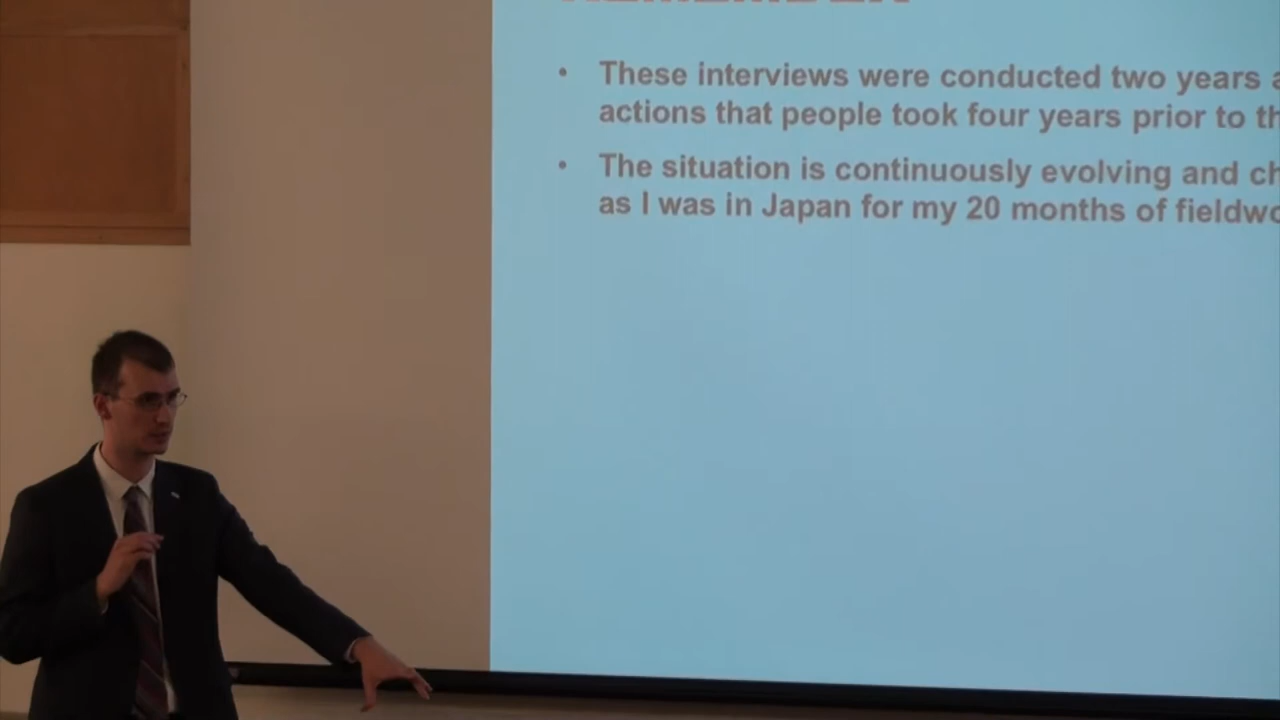 • These interviews were conducted two years
actions that people took four years prior to
• The situation is continuously evolving and
as I was in Japan for my 20 months of